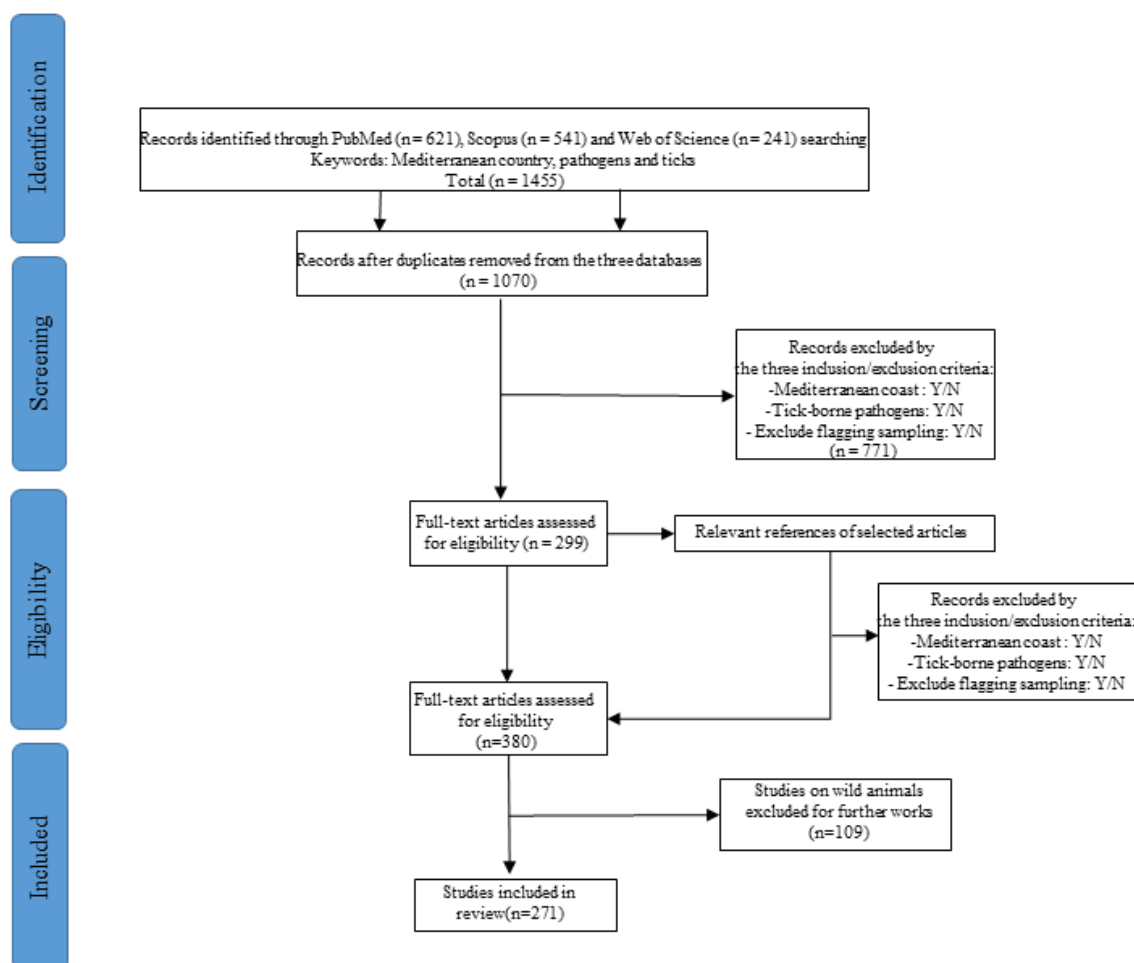 Identification
Records identified through PubMed (n = 621), Scopus (n = 541) and Web of Science (n = 241) searching
Keywords: Mediterranean country, pathogens and ticks
Total (n = 1455)
Records after duplicates removed from the three databases
(n = 1070)
Screening
Records excluded by
the three inclusion/exclusion criteria:
-Mediterranean coast : Y/N
-Tick-borne pathogens: Y/N
- Exclude flagging sampling: Y/N
(n = 771)
Eligibility
Full-text articles assessed
for eligibility (n = 299)
Relevant references of selected articles
Records excluded by
the three inclusion/exclusion criteria:
-Mediterranean coast : Y/N
-Tick-borne pathogens: Y/N
- Exclude flagging sampling: Y/N
Full-text articles assessed
for eligibility
(n=380)
Included
Studies on wild animals
excluded for further works
(n=109)
Studies included in
review(n=271)